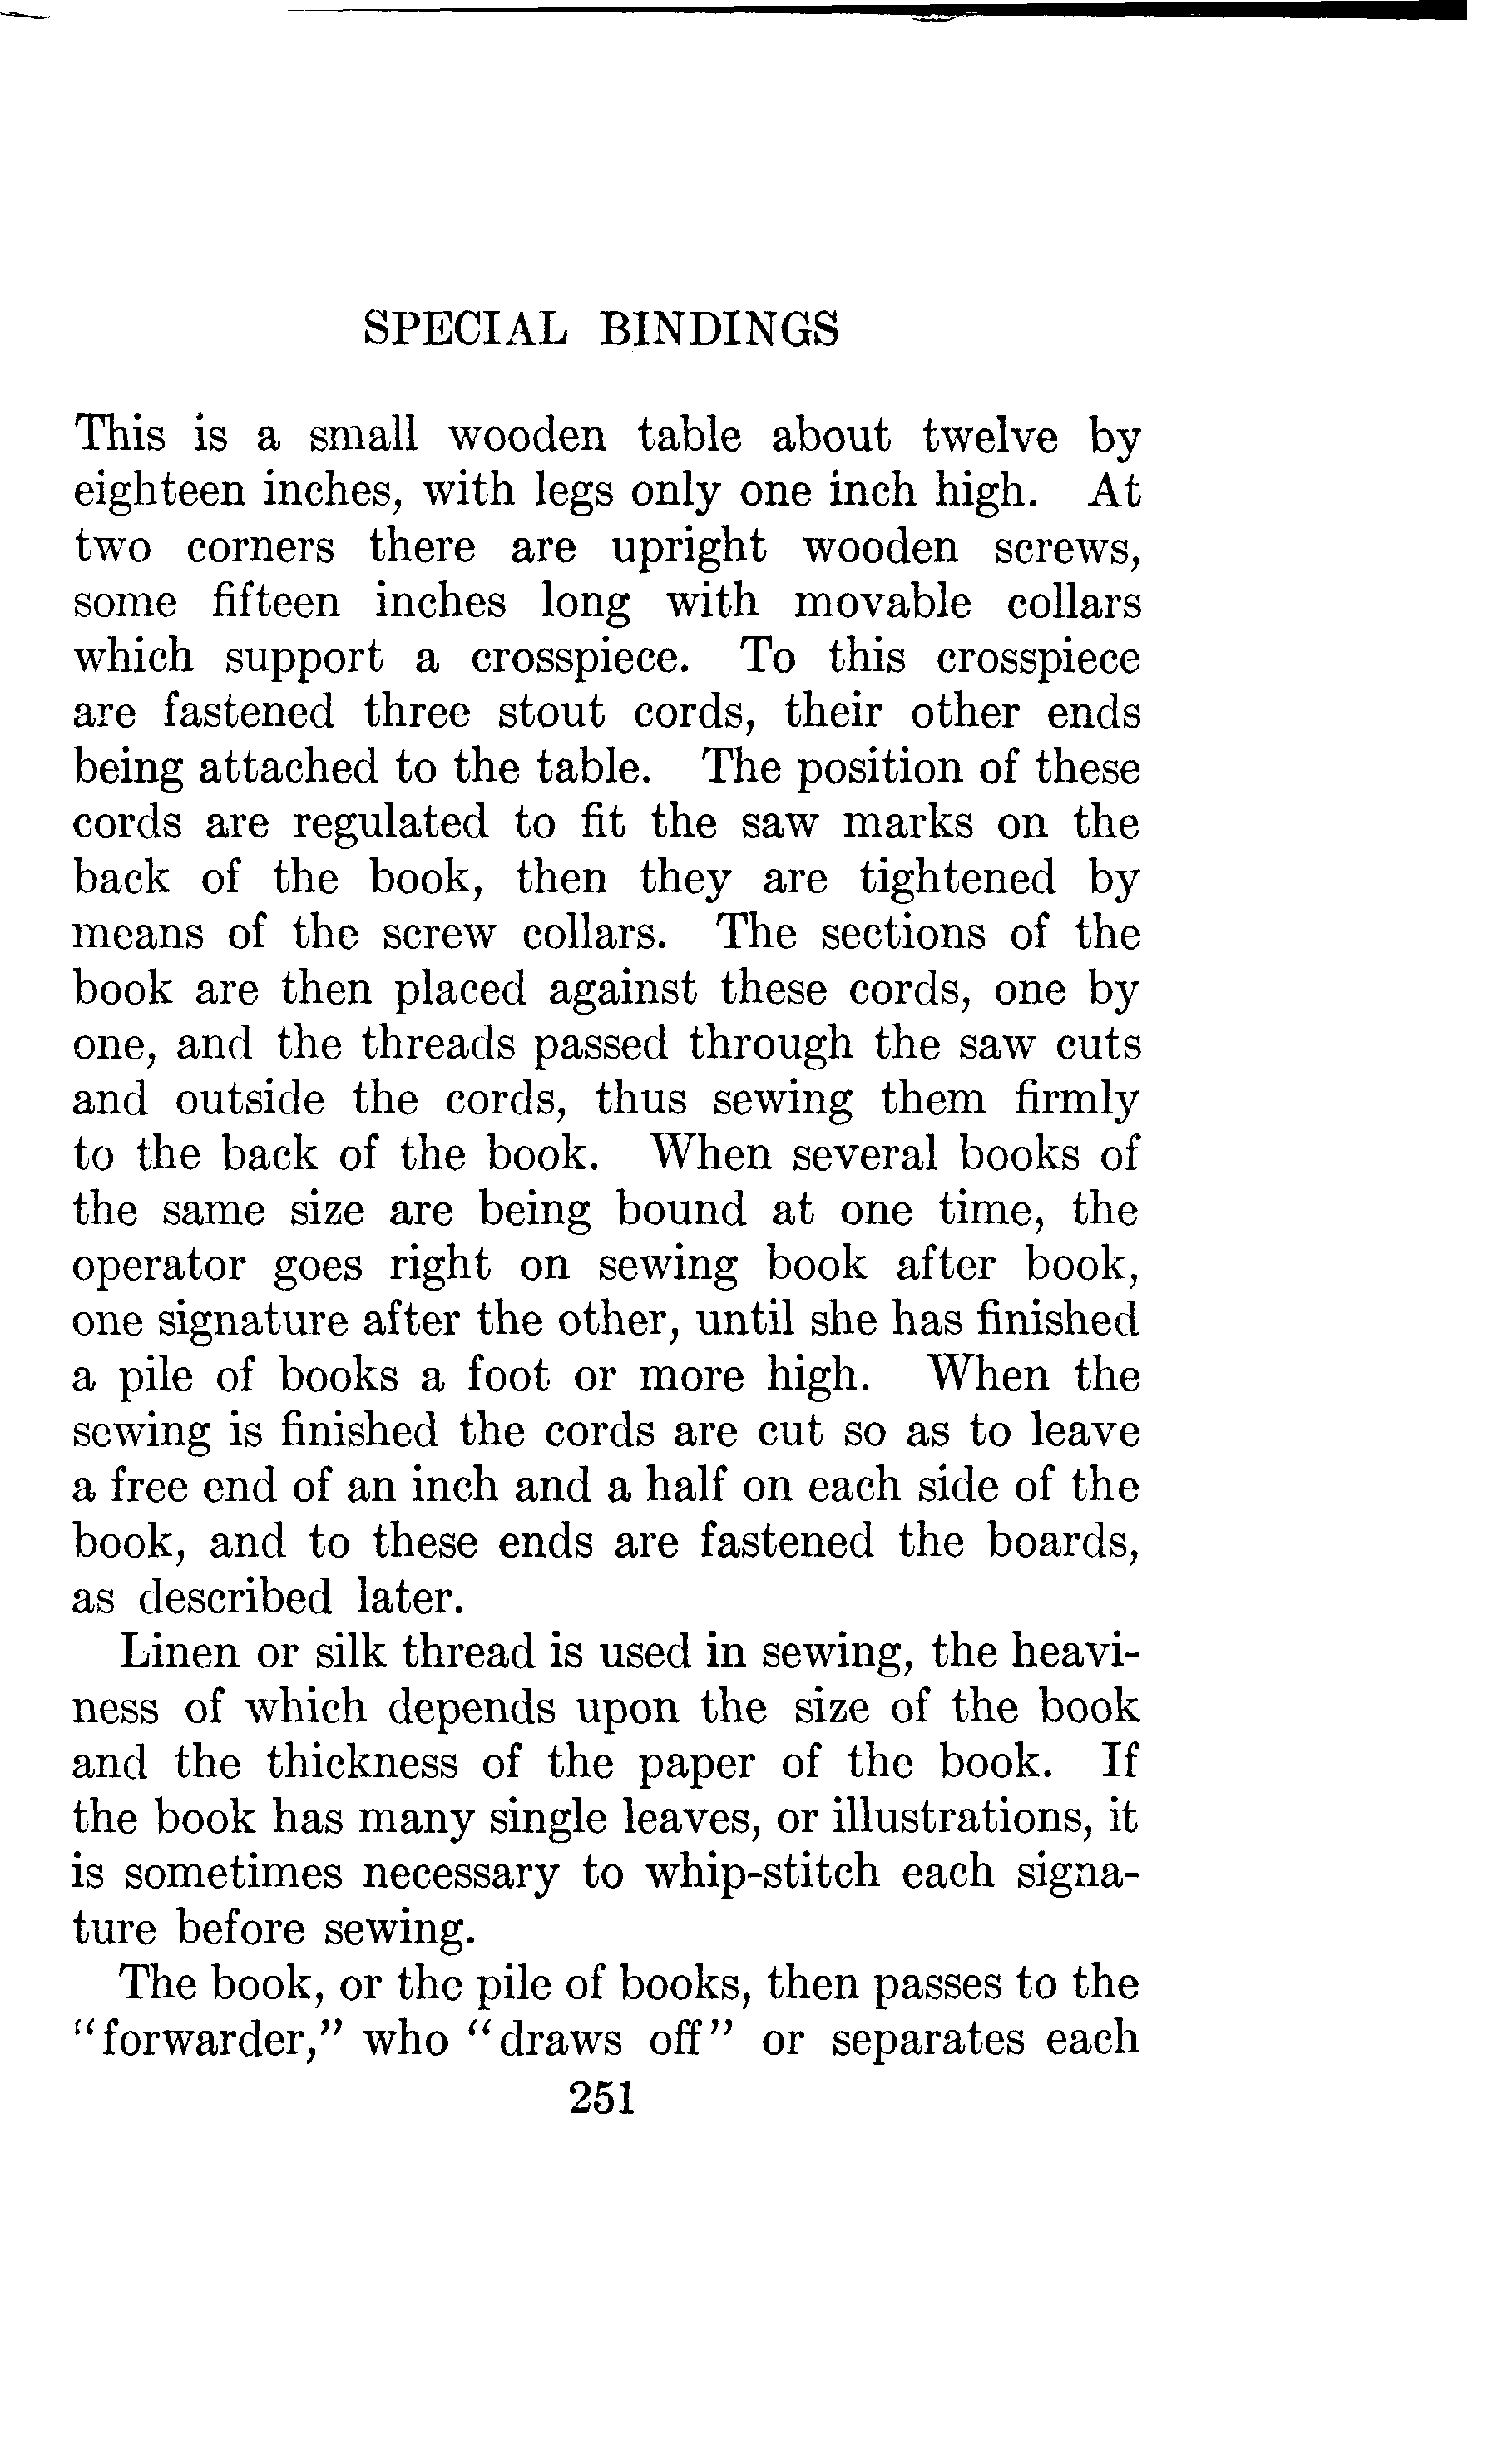 SPECIAL BINDINGS
This is a small wooden table about twelve by
eighteen inches, with legs only one inch high. At
two corners there are upright wooden screws,
some fifteen inches long with movable collars
which support a crosspiece. To this crosspiece
are fastened three stout cords, their other ends
being attached to the table. The position of these
cords are regulated to fit the saw marks on the
back of the book, then they are tightened by
means of the screw collars. The sections of the
book are then placed against these cords, one by
one, and the threads passed through the saw cuts
and outside the cords, thus sewing them firmly
to the back of the book. When several books of
the same size are being bound at one time, the
operator goes right on sewing book after book,
one signature after the other, until she has finished
a pile of books a foot or more high. When the
sewing is finished the cords are cut so as to leave
a free end of an inch and a half on each side of the
book, and to these ends are fastened the boards,
as described later.
Linen or silk thread is used in sewing, the heavi-
ness of which depends upon the size of the book
and the thickness of the paper of the book. If
the book has many single leaves, or illustrations, it
is sometimes necessary to whip-stitch each signa-
ture before sewing.
The book, or the pile of books, then passes to the
“forwarder,” who “draws off” or separates each
251